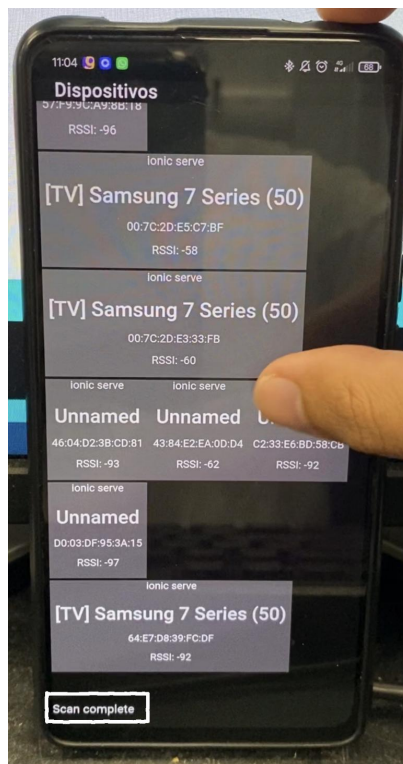 11:04
4G
68
Dispositivos
57:F9:9C:A9:8B:18
RSSI: -96
ionic serve
[TV] Samsung 7 Series (50)
00:7C:2D:E5:C7:BF
RSSI: -58
ionic serve
[TV] Samsung 7 Series (50)
00:7C:2D:E3:33:FB
RSSI: -60
ionic serve ionic serve
Unnamed Unnamed
46:04:D2:3B:CD:81 43:84:E2:EA:0D:D4 C2:33:E6:BD:58:CB
RSSI: -93 RSSI: -62 RSSI: -92
ionic serve
Unnamed
D0:03:DF:95:3A:15
RSSI: -97
ionic serve
[TV] Samsung 7 Series (50)
64:E7:D8:39:FC:DF
RSSI: -92
Scan complete